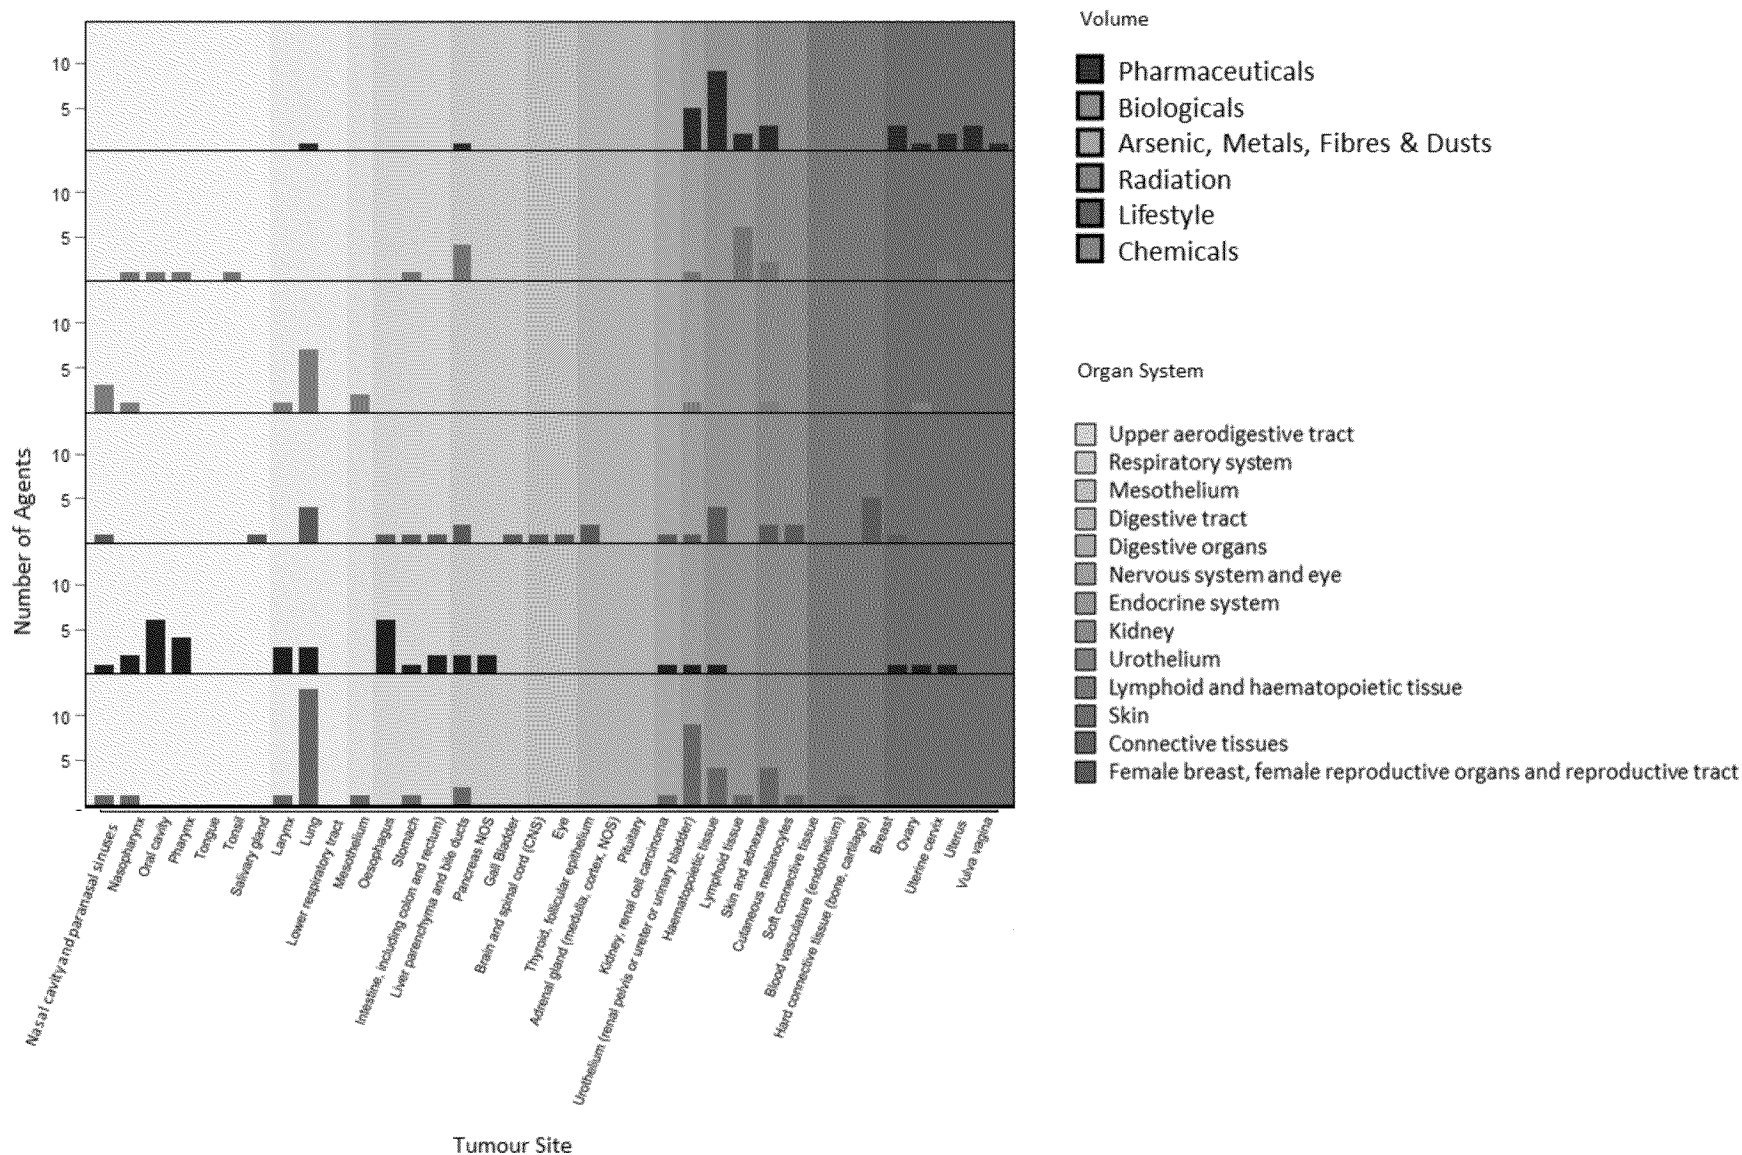 Volume
Pharmaceuticals
Biologicals
Arsenic, Metals, Fibres & Dusts
Radiation
Lifestyle
Chemicals
Organ System
Upper aerodigestive tract
Respiratory system
Mesothelium
Digestive tract
Digestive organs
Nervous system and eye
Endocrine system
Kidney
Urothelium
Lymphoid and haematopoietic tissue
Skin
Connective tissues
Female breast, female reproductive organs and reproductive tract
Number of Agents
10
5
10
5
10
5
10
5
10
5
10
5
-
Nasal cavity and paranasal sinuses
Nasopharynx
Oral cavity
Pharynx
Tongue
Tonsil
Salivary gland
Larynx
Lung
Lower respiratory tract
Mesothelium
Oesophagus
Stomach
Intestine, including colon and rectum)
Liver parenchyma and bile ducts
Pancreas NOS
Gall Bladder
Brain and spinal cord (CNS)
Eye
Thyroid, follicular epithelium
Adrenal gland (medulla, cortex, NOS)
Pituitary
Kidney, renal cell carcinoma
Urothelium (renal pelvis or ureter or urinary bladder)
Haematopoietic tissue
Lymphoid tissue
Skin and adnexae
Cutaneous melanocytes
Soft connective tissue
Blood vasculature (endothelium)
Hard connective tissue (bone, cartilage)
Breast
Ovary
Uterine cervix
Uterus
Vulva vagina
Tumour Site